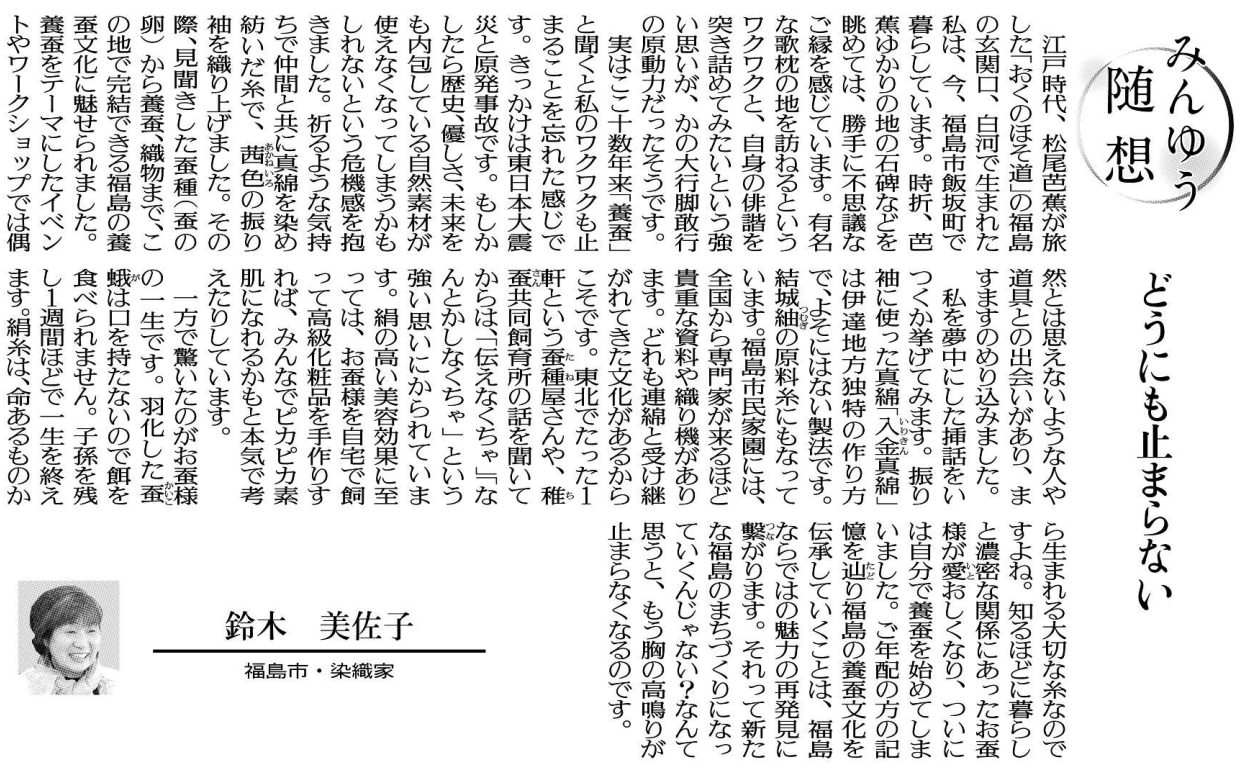 みんゆう
随想
どうにも止まらない
江戸時代、松尾芭蕉が旅
した「おくのほそ道」の福島
の玄関口、白河で生まれた
私は、今、福島市飯坂町で
暮らしています。時折、芭
蕉ゆかりの地の石碑などを
眺めては、勝手に不思議な
ご縁を感じています。有名
な歌枕の地を訪ねるという
ワクワクと、自身の俳諧を
突き詰めてみたいという強
い思いが、かの大行脚敢行
の原動力だったそうです。
実はここ十数年来「養蚕」
と聞くと私のワクワクも止
まることを忘れた感じで
す。きっかけは東日本大震
災と原発事故です。もしか
したら歴史、優しさ、未来を
も内包している自然素材が
使えなくなってしまうかも
しれないという危機感を抱
きました。祈るような気持
ちで仲間と共に真綿を染め
紡いだ糸で、茜色の振り
あかねいろ
袖を織り上げました。その
際、見聞きした蚕種(蚕の
卵)から養蚕、織物まで、こ
の地で完結できる福島の養
蚕文化に魅せられました。
養蚕をテーマにしたイベン
トやワークショップでは偶
然とは思えないような人や
道具との出会いがあり、ま
すますのめり込みました。
私を夢中にした挿話をい
つくか挙げてみます。振り
袖に使った真綿「入金真綿」
いりきん
は伊達地方独特の作り方
で、よそにはない製法です。
結城紬の原料糸にもなって
つむぎ
います。福島市民家園には、
全国から専門家が来るほど
貴重な資料や織り機があり
ます。どれも連綿と受け継
がれてきた文化があるから
こそです。東北でたった1
軒という蚕種屋さんや、稚
たね
ち
蚕共同飼育所の話を聞いて
さん
からは、「伝えなくちゃ」「な
んとかしなくちゃ」という
強い思いにかられていま
す。絹の高い美容効果に至
っては、お蚕様を自宅で飼
って高級化粧品を手作りす
れば、みんなでピカピカ素
肌になれるかもと本気で考
えたりしています。
一方で驚いたのがお蚕様
の一生です。羽化した蚕
かいこ
蛾は口を持たないので餌を
が
食べられません。子孫を残
し1週間ほどで一生を終え
ます。絹糸は、命あるものか
ら生まれる大切な糸なので
すよね。知るほどに暮らし
と濃密な関係にあったお蚕
様が愛おしくなり、ついに
いと
は自分で養蚕を始めてしま
いました。ご年配の方の記
憶を辿り福島の養蚕文化を
たど
伝承していくことは、福島
ならではの魅力の再発見に
繋がります。それって新た
つな
な福島のまちづくりになっ
ていくんじゃない?なんて
思うと、もう胸の高鳴りが
止まらなくなるのです。
鈴木 美佐子
福島市・染織家